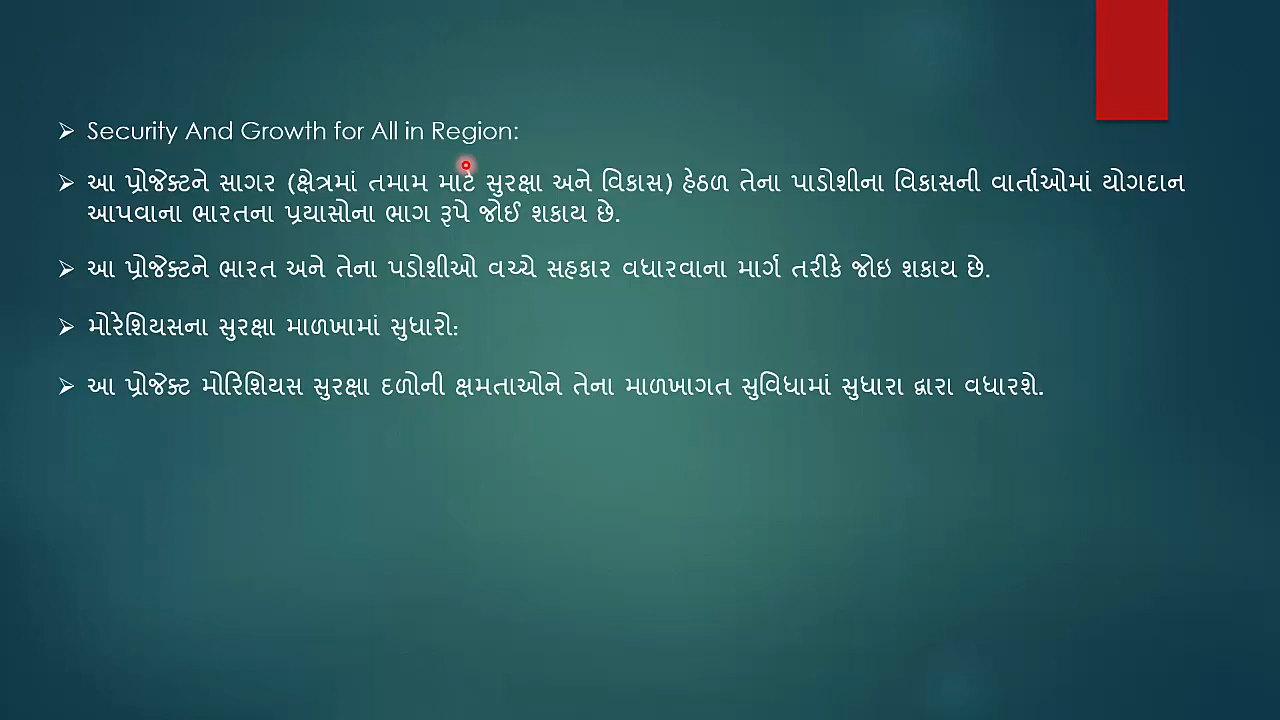 Security And Growth for All in Region:
આ પ્રોજેક્ટને સાગર (ક્ષેત્રમાં તમામ માટે સુરક્ષા અને વિકાસ) હેઠળ તેના પાડોશીના વિકાસની વાર્તાઓમાં યોગદાન
આપવાના ભારતના પ્રયાસોના ભાગ રૂપે જોઈ શકાય છે.
આ પ્રોજેક્ટને ભારત અને તેના પડોશીઓ વચ્ચે સહકાર વધારવાના માર્ગ તરીકે જોઇ શકાય છે.
મોરેશિયસના સુરક્ષા માળખામાં સુધારો:
આ પ્રોજેક્ટ મોરિશિયસ સુરક્ષા દળોની ક્ષમતાઓને તેના માળખાગત સુવિધામાં સુધારા દ્વારા વધારશે.